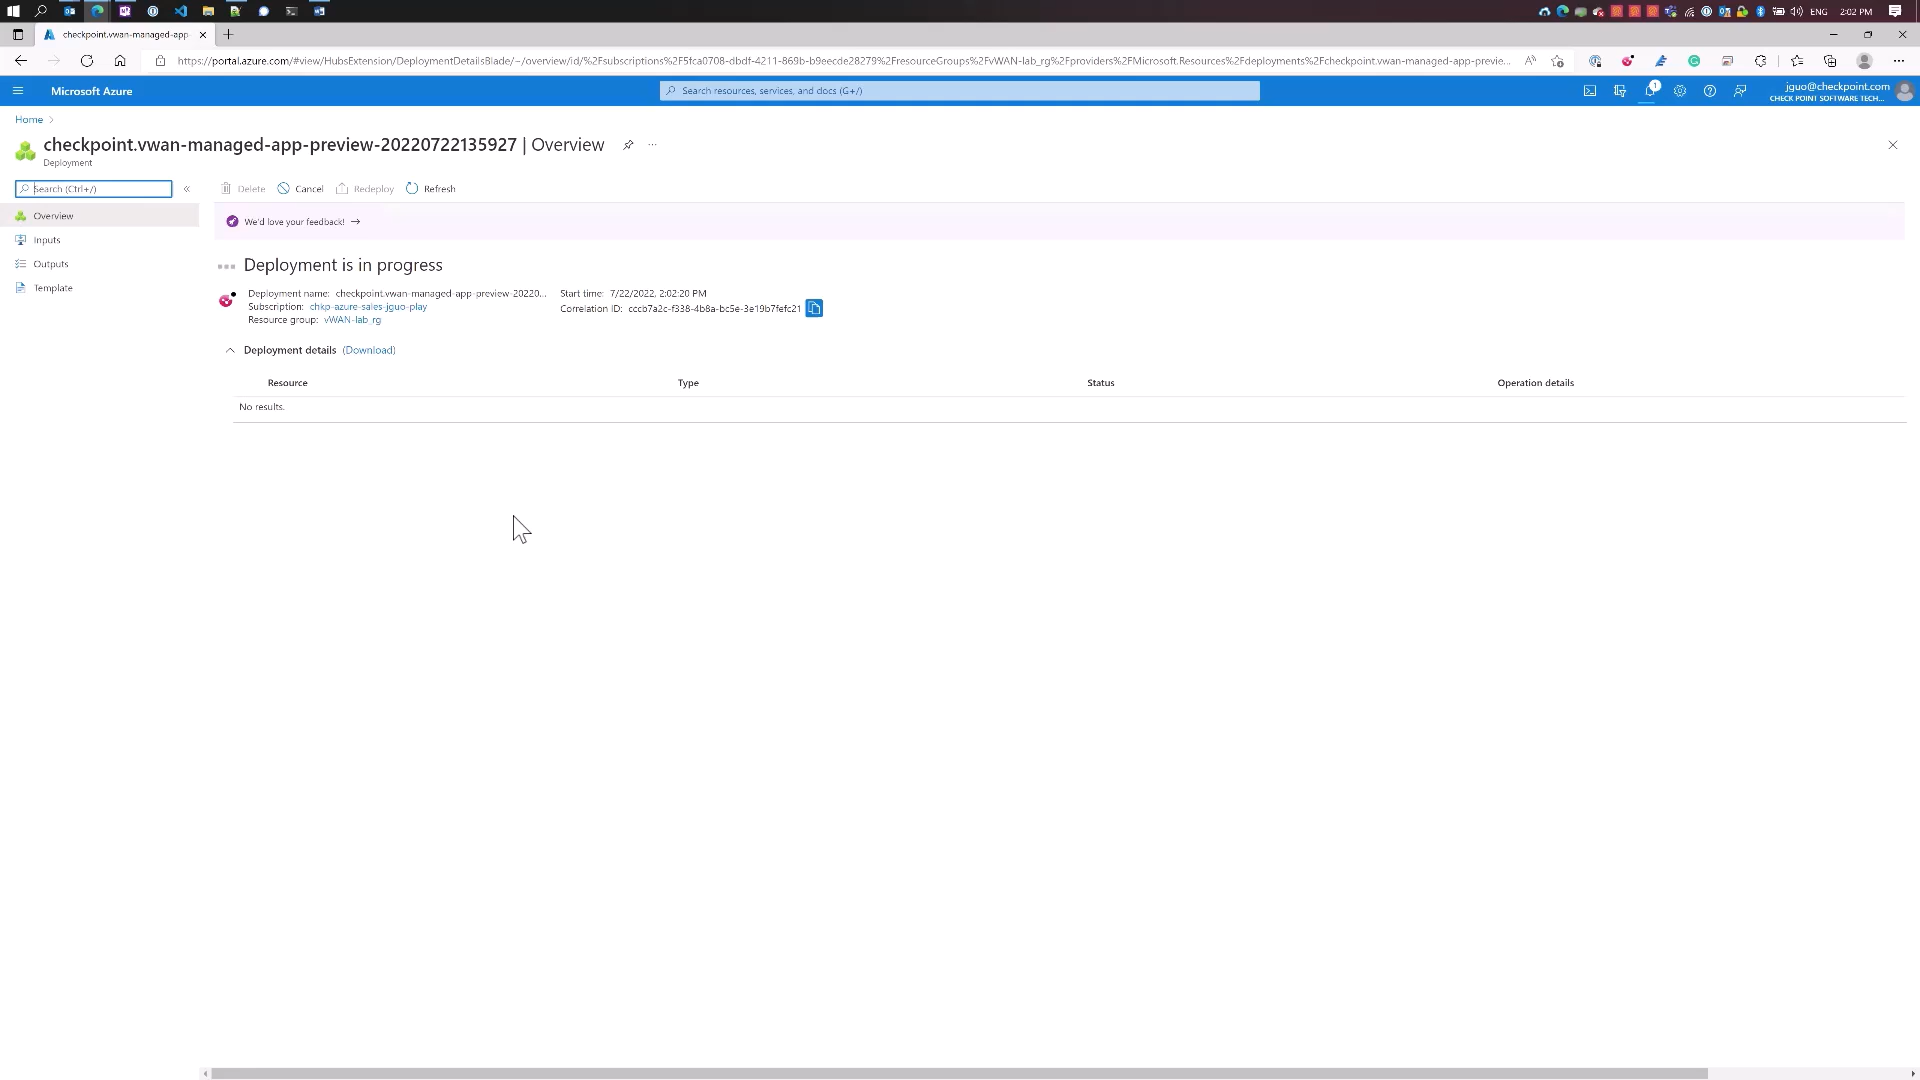 ENG
2:02 PM
checkpoint.vwan-managed-app-
https://portal.azure.com/#view/HubsExtension/DeploymentDetailsBlade/~/overview/id/%2Fsubscriptions%2F5fca0708-dbdf-4211-869b-b9eecde28279%2FresourceGroups%2FvWAN-lab_rg%2Fproviders%2FMicrosoft.Resources%2Fdeployments%2Fcheckpoint.vwan-managed-app-previe...
Microsoft Azure
Search resources, services, and docs (G+/)
1
jguo@checkpoint.com
CHECK POINT SOFTWARE TECH...
Home
checkpoint.vwan-managed-app-preview-20220722135927 | Overview
Deployment
Search (Ctrl+/)
Delete
Cancel
Redeploy
Refresh
Overview
We'd love your feedback!
Inputs
Outputs
Template
Deployment is in progress
Deployment name: checkpoint.vwan-managed-app-preview-20220...
Start time: 7/22/2022, 2:02:20 PM
Subscription: chkp-azure-sales-jguo-play
Correlation ID: cccb7a2c-f338-4b8a-bc5e-3e19b7fefc21
Resource group: vWAN-lab_rg
Deployment details (Download)
Resource
Type
Status
Operation details
No results.